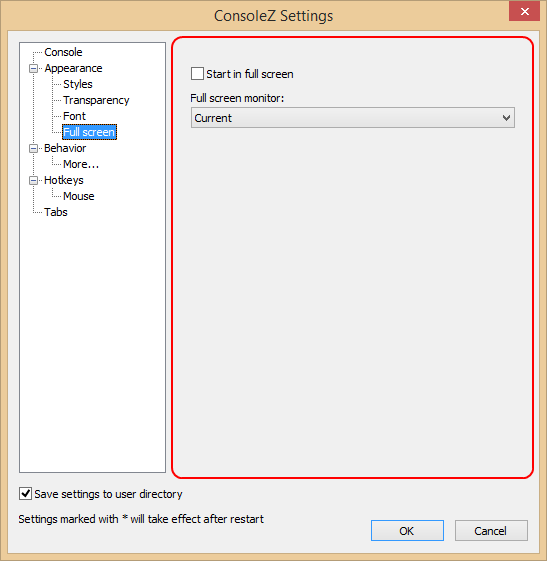 ConsoleZ Settings
Console
Appearance
Styles
Transparency
Font
Full screen
Behavior
More...
Hotkeys
Mouse
Tabs
Start in full screen
Full screen monitor:
Current
Save settings to user directory
Settings marked with * will take effect after restart
OK
Cancel